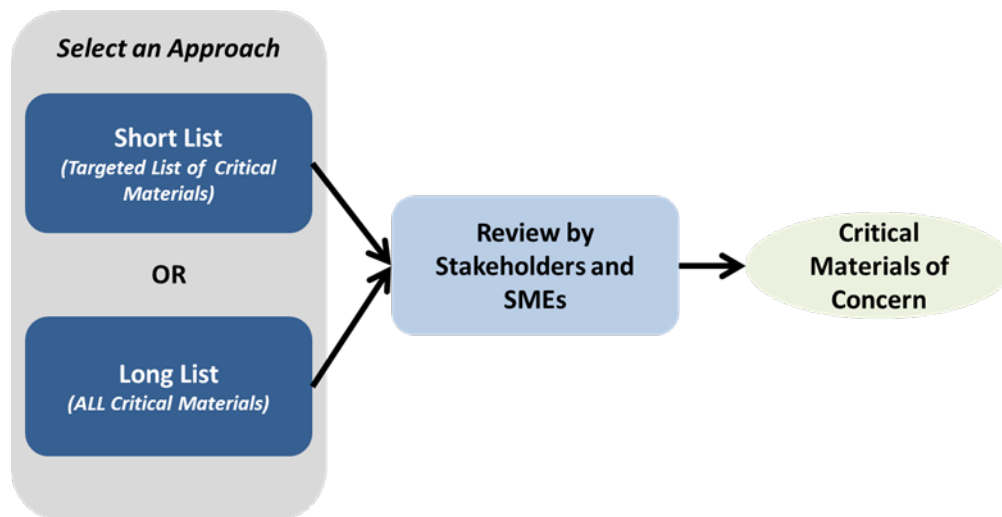 Select an Approach
Short List
(Targeted List of Critical
Materials)
OR
Long List
(ALL Critical Materials)
Review by
Stakeholders and
SMEs
Critical
Materials of
Concern